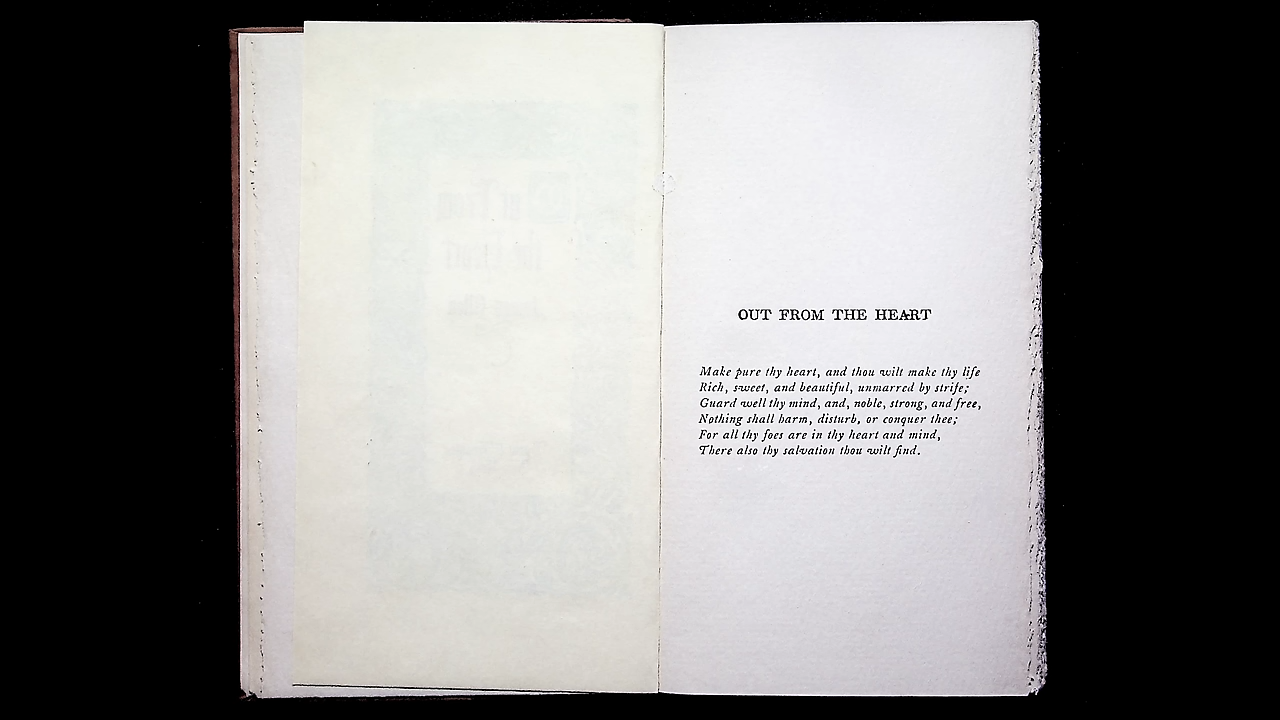 OUT FROM THE HEART
Make pure thy heart, and thou wilt make thy life
Rich, sweet, and beautiful, unmarred by strife;
Guard well thy mind, and, noble, strong, and free,
Nothing shall harm, disturb, or conquer thee;
For all thy foes are in thy heart and mind,
There also thy salvation thou wilt find.